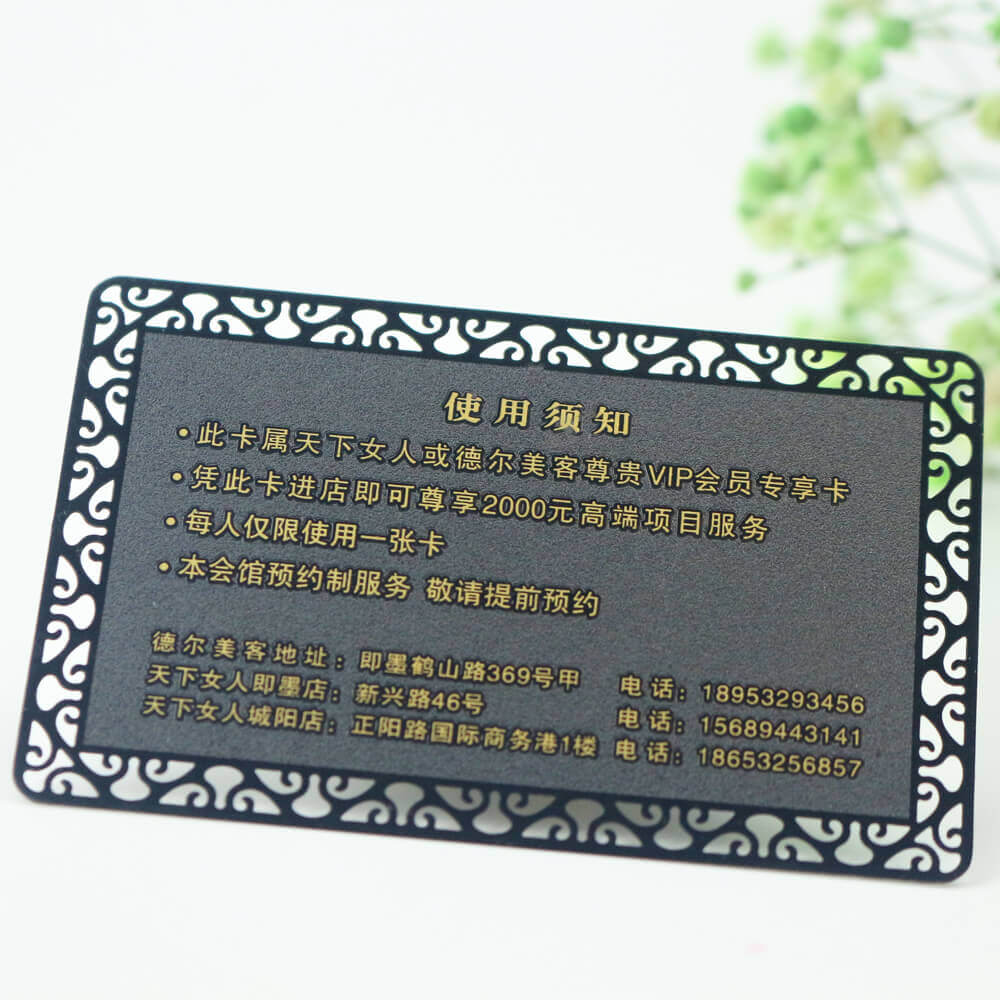 使用须知
•此卡属天下女人或德尔美客尊贵VIP会员专享卡
•凭此卡进店即可尊享2000元高端项目服务
•每人仅限使用一张卡
•本会馆预约制服务 敬请提前预约
德尔美客地址：即墨鹤山路369号甲 电话：18953293456
天下女人即墨店：新兴路46号 电话：15689443141
天下女人城阳店：正阳路国际商务港1楼 电话：18653256857